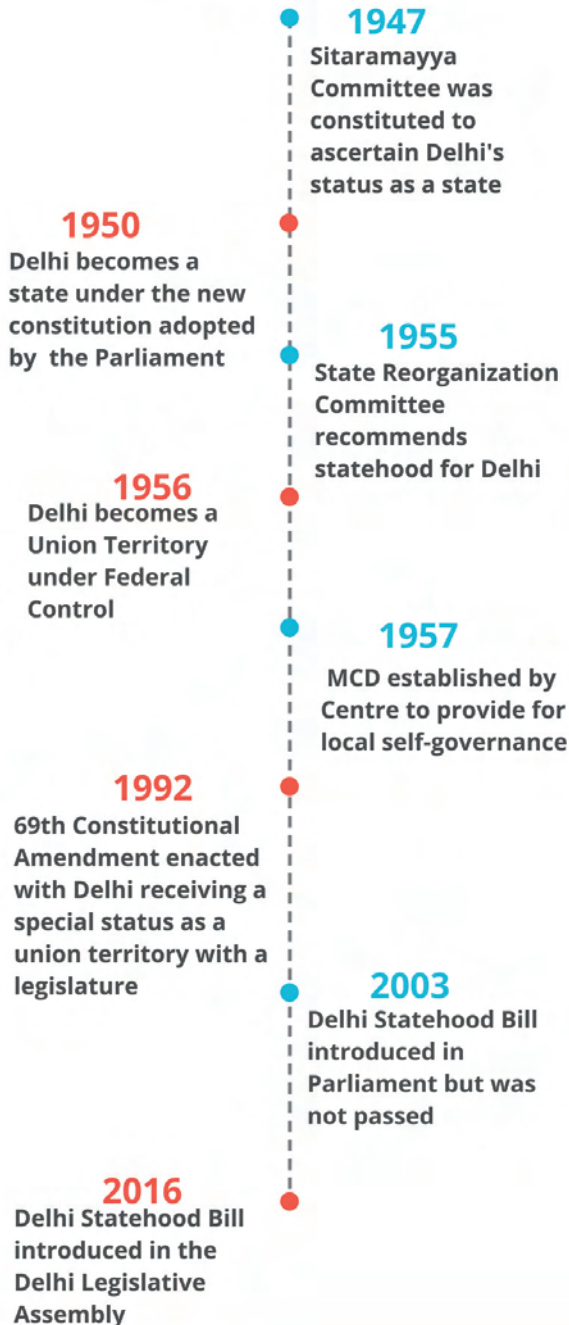 1947
Sitaramayya
Committee was
constituted to
ascertain Delhi's
status as a state
1950
Delhi becomes a
state under the new
constitution adopted
by the Parliament
1955
State Reorganization
Committee
recommends
statehood for Delhi
1956
Delhi becomes a
Union Territory
under Federal
Control
1957
MCD established by
Centre to provide for
local self-governance
1992
69th Constitutional
Amendment enacted
with Delhi receiving a
special status as a
union territory with a
legislature
2003
Delhi Statehood Bill
introduced in
Parliament but was
not passed
2016
Delhi Statehood Bill
introduced in the
Delhi Legislative
Assembly